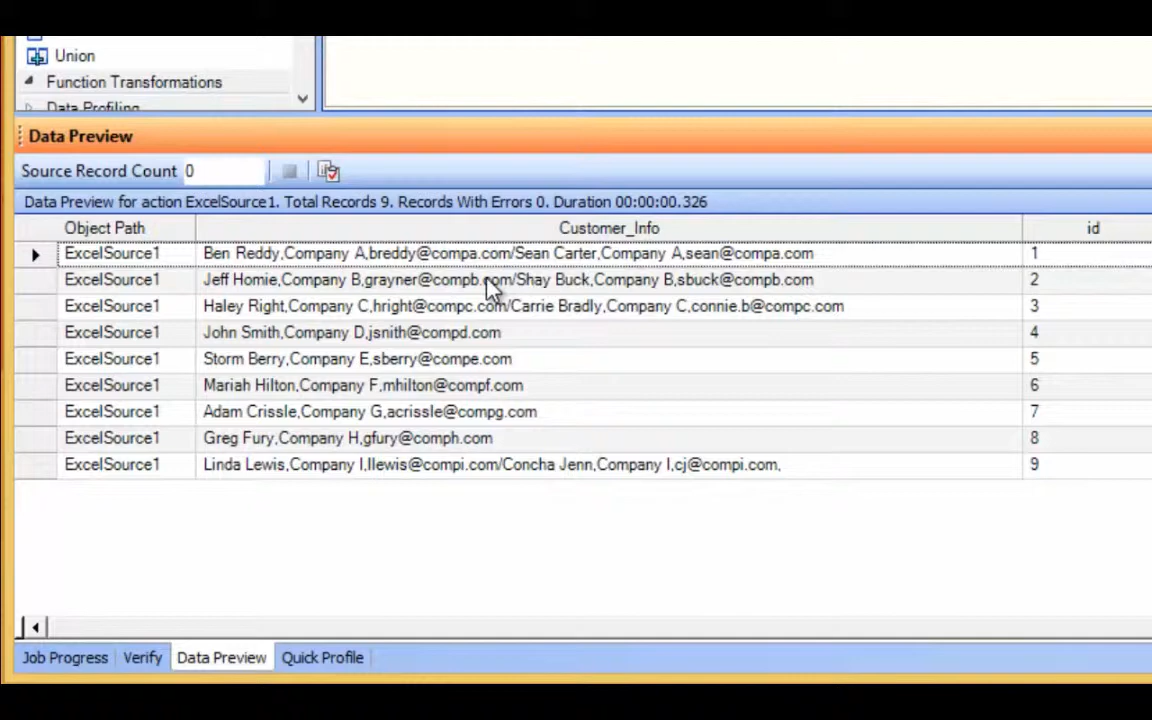 Union
Function Transformations
Data Profiling
Data Preview
Source Record Count 0
Data Preview for action ExcelSource1. Total Records 9. Records With Errors 0. Duration 00:00:00.326
Object Path Customer_Info id
ExcelSource1 Ben Reddy,Company A,breddy@compa.com/Sean Carter,Company A,sean@compa.com 1
ExcelSource1 Jeff Homie,Company B,grayner@compb.com/Shay Buck,Company B,sbuck@compb.com 2
ExcelSource1 Haley Right,Company C,hright@compc.com/Carrie Bradly,Company C,connie.b@compc.com 3
ExcelSource1 John Smith,Company D,jsnith@compd.com 4
ExcelSource1 Storm Berry,Company E,sberry@compe.com 5
ExcelSource1 Mariah Hilton,Company F,mhilton@compf.com 6
ExcelSource1 Adam Crissle,Company G,acrissle@compg.com 7
ExcelSource1 Greg Fury,Company H,gfury@comph.com 8
ExcelSource1 Linda Lewis,Company I,llewis@compi.com/Concha Jenn,Company I,cj@compi.com, 9
Job Progress Verify Data Preview Quick Profile